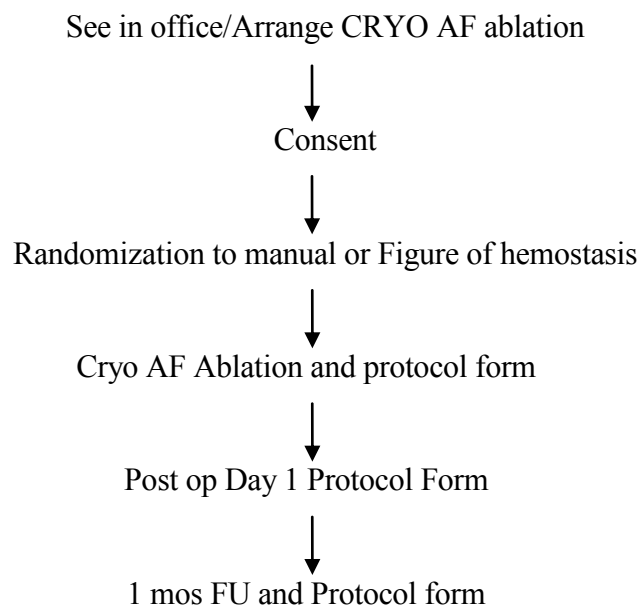 See in office/Arrange CRYO AF ablation
Consent
Randomization to manual or Figure of hemostasis
Cryo AF Ablation and protocol form
Post op Day 1 Protocol Form
1 mos FU and Protocol form